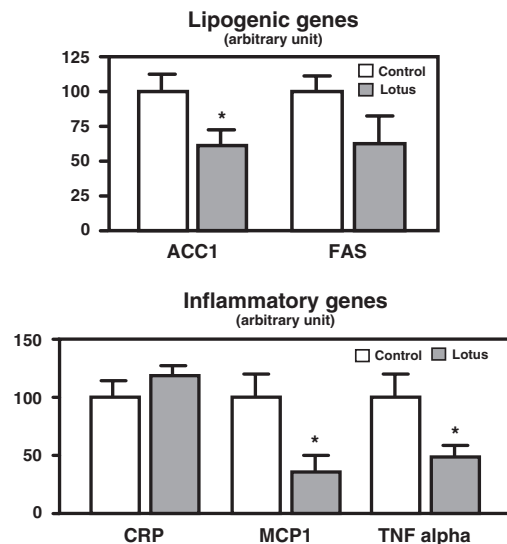 Lipogenic genes
(arbitrary unit)
125
100
75
50
25
0
Control
Lotus
*
ACC1 FAS
Inflammatory genes
(arbitrary unit)
150
100
50
0
Control Lotus
* *
CRP MCP1 TNF alpha